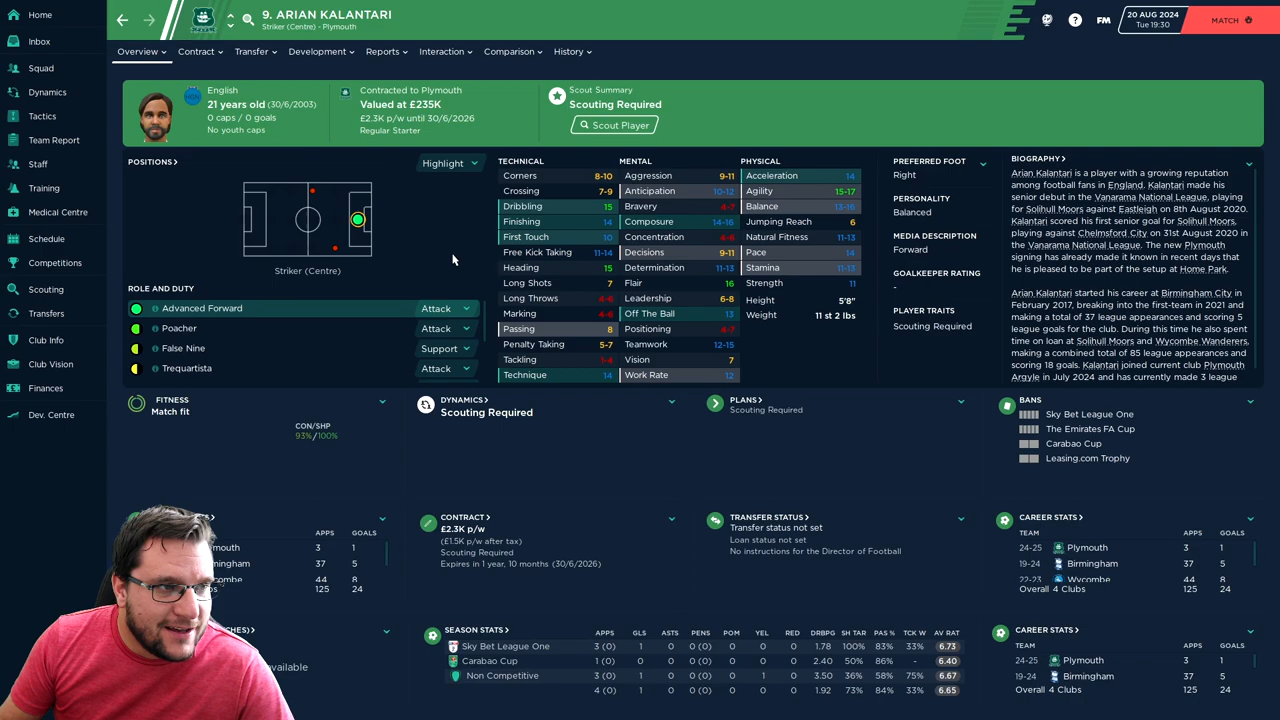 9. ARIAN KALANTARI
Striker (Centre) - Plymouth
FM
20 AUG 2024
Tue 19:30
MATCH
Home
Inbox
Squad
Dynamics
Tactics
Team Report
Staff
Training
Medical Centre
Schedule
Competitions
Scouting
Transfers
Club Info
Club Vision
Finances
Dev. Centre
Overview Contract Transfer Development Reports Interaction Comparison History
English
21 years old (30/6/2003)
0 caps / 0 goals
No youth caps
Contracted to Plymouth
Valued at £235K
£2.3K p/w until 30/6/2026
Regular Starter
Scout Summary
Scouting Required
Scout Player
POSITIONS
Highlight
Striker (Centre)
ROLE AND DUTY
Advanced Forward Attack
Poacher Attack
False Nine Support
Trequartista Attack
TECHNICAL
Corners 8-10
Crossing 7-9
Dribbling 15
Finishing 14
First Touch 10
Free Kick Taking 11-14
Heading 15
Long Shots 7
Long Throws 4-6
Marking 4-6
Passing 8
Penalty Taking 5-7
Tackling 1-4
Technique 14
MENTAL
Aggression 9-11
Anticipation 10-12
Bravery 4-7
Composure 14-16
Concentration 4-6
Decisions 9-11
Determination 11-13
Flair 16
Leadership 6-8
Off The Ball 13
Positioning 4-7
Teamwork 12-15
Vision 7
Work Rate 12
PHYSICAL
Acceleration 14
Agility 15-17
Balance 13-16
Jumping Reach 6
Natural Fitness 11-13
Pace 14
Stamina 11-13
Strength 11
Height 5'8"
Weight 11 st 2 lbs
PREFERRED FOOT
Right
PERSONALITY
Balanced
MEDIA DESCRIPTION
Forward
GOALKEEPER RATING
-
PLAYER TRAITS
Scouting Required
BIOGRAPHY
Arian Kalantari is a player with a growing reputation
among football fans in England. Kalantari made his
senior debut in the Vanarama National League, playing
for Solihull Moors against Eastleigh on 8th August 2020.
Kalantari scored his first senior goal for Solihull Moors,
playing against Chelmsford City on 31st August 2020 in
the Vanarama National League. The new Plymouth
signing has already made it known in recent days that
he is pleased to be part of the setup at Home Park.
Arian Kalantari started his career at Birmingham City in
February 2017, breaking into the first-team in 2021 and
making a total of 37 league appearances and scoring 5
league goals for the club. During this time he also spent
time on loan at Solihull Moors and Wycombe Wanderers,
making a combined total of 85 league appearances and
scoring 18 goals. Kalantari joined current club Plymouth
Argyle in July 2024 and has currently made 3 league
FITNESS
Match fit
CON/SHP
93%/100%
DYNAMICS
Scouting Required
PLANS
Scouting Required
BANS
Sky Bet League One
The Emirates FA Cup
Carabao Cup
Leasing.com Trophy
APPS GOALS
mouth 3 1
rmingham 37 5
combe 44 8
bs 125 24
CONTRACT
£2.3K p/w
(£1.5K p/w after tax)
Scouting Required
Expires in 1 year, 10 months (30/6/2026)
TRANSFER STATUS
Transfer status not set
Loan status not set
No instructions for the Director of Football
CAREER STATS
TEAM APPS GOALS
24-25 Plymouth 3 1
19-24 Birmingham 37 5
22-23 Wycombe 44 8
Overall 4 Clubs 125 24
CHES)
available
SEASON STATS APPS GLS ASTS PENS POM YEL RED DRBPG SH TAR PAS % TCK W AV RAT
Sky Bet League One 3 (0) 1 0 0 (0) 0 0 0 1.78 100% 83% 33% 6.73
Carabao Cup 1 (0) 0 0 0 (0) 0 0 0 2.40 50% 86% - 6.40
Non Competitive 3 (0) 1 0 0 (0) 0 1 0 3.50 36% 58% 75% 6.67
4 (0) 1 0 0 (0) 0 0 0 1.92 73% 84% 33% 6.65
CAREER STATS
TEAM APPS GOALS
24-25 Plymouth 3 1
19-24 Birmingham 37 5
Overall 4 Clubs 125 24